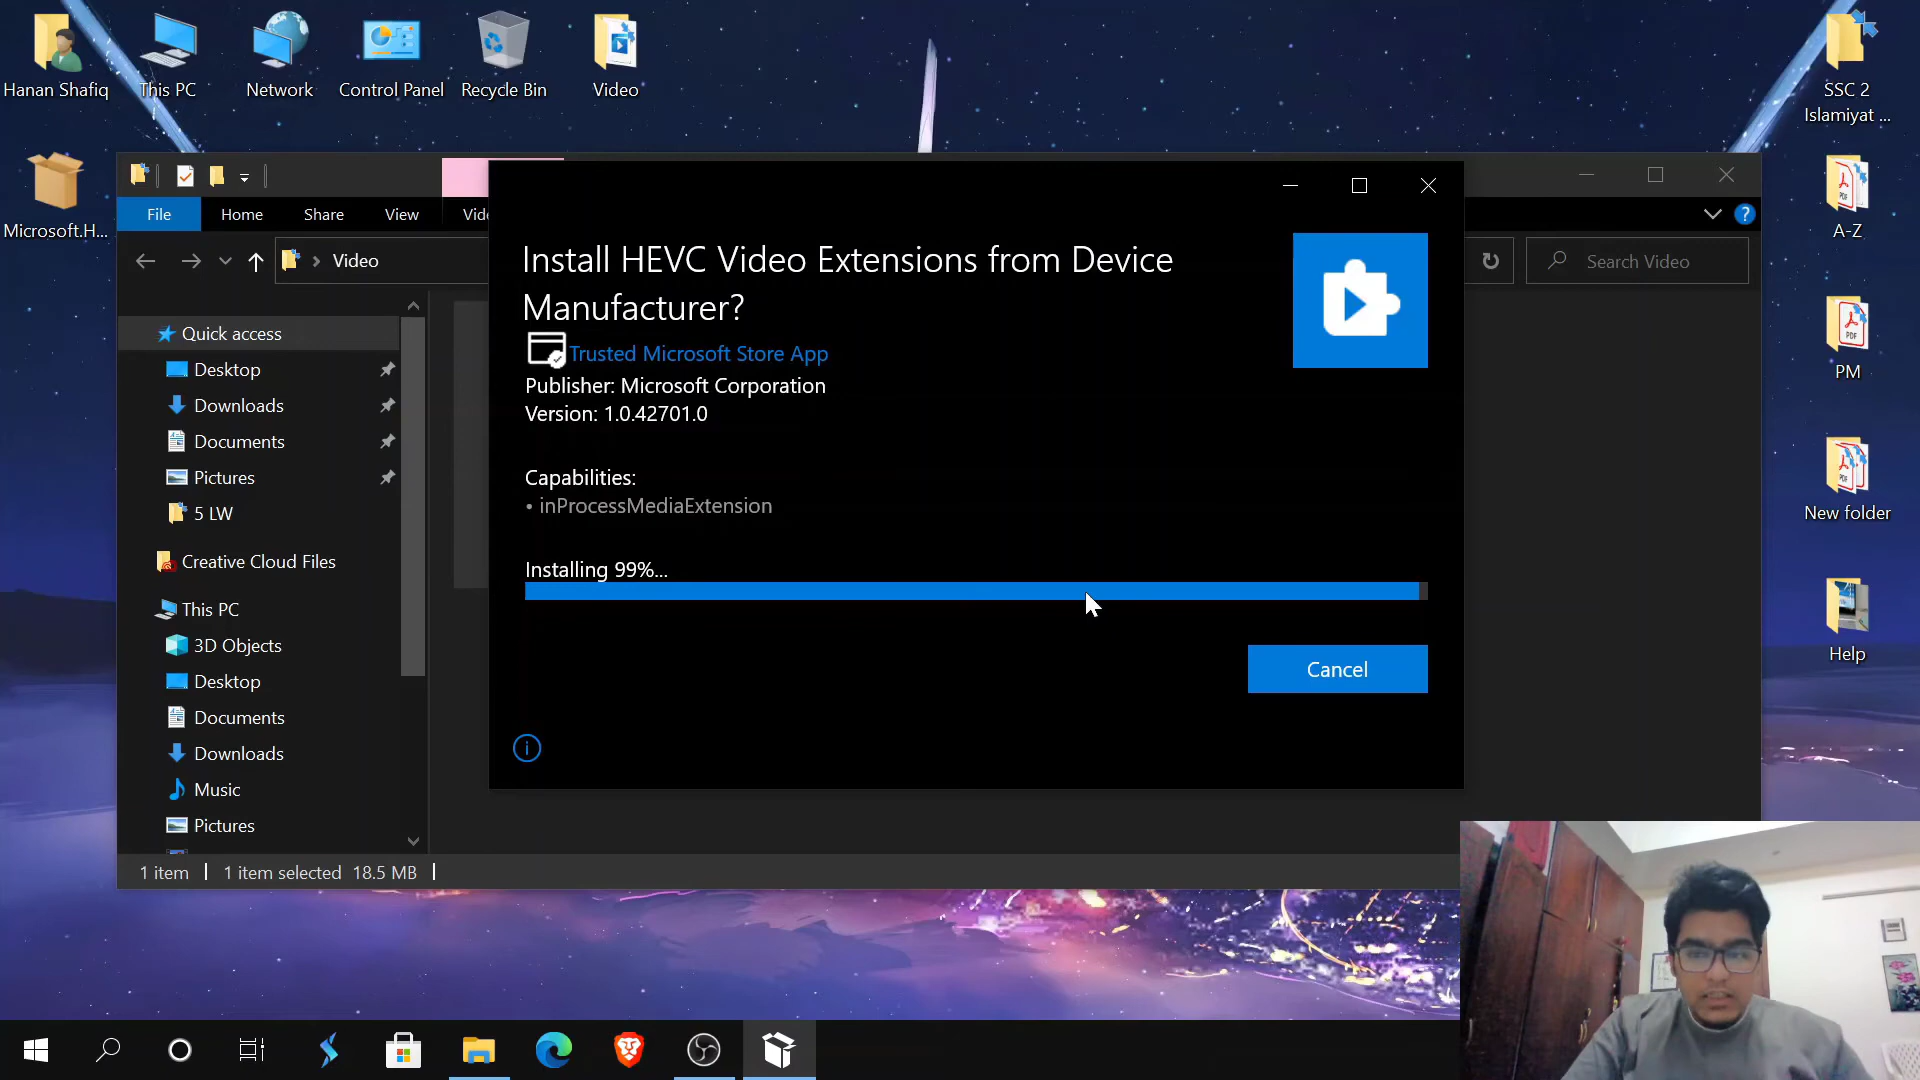 Hanan Shafiq
This PC
Network
Control Panel
Recycle Bin
Video
SSC 2
Islamiyat ...
Microsoft.H...
A-Z
PM
New folder
Help
File
Home
Share
View
?
Video
Search Video
Quick access
Desktop
Downloads
Documents
Pictures
5 LW
Creative Cloud Files
This PC
3D Objects
Desktop
Documents
Downloads
Music
Pictures
1 item
1 item selected 18.5 MB
Install HEVC Video Extensions from Device
Manufacturer?
Trusted Microsoft Store App
Publisher: Microsoft Corporation
Version: 1.0.42701.0
Capabilities:
• inProcessMediaExtension
Installing 99%...
Cancel